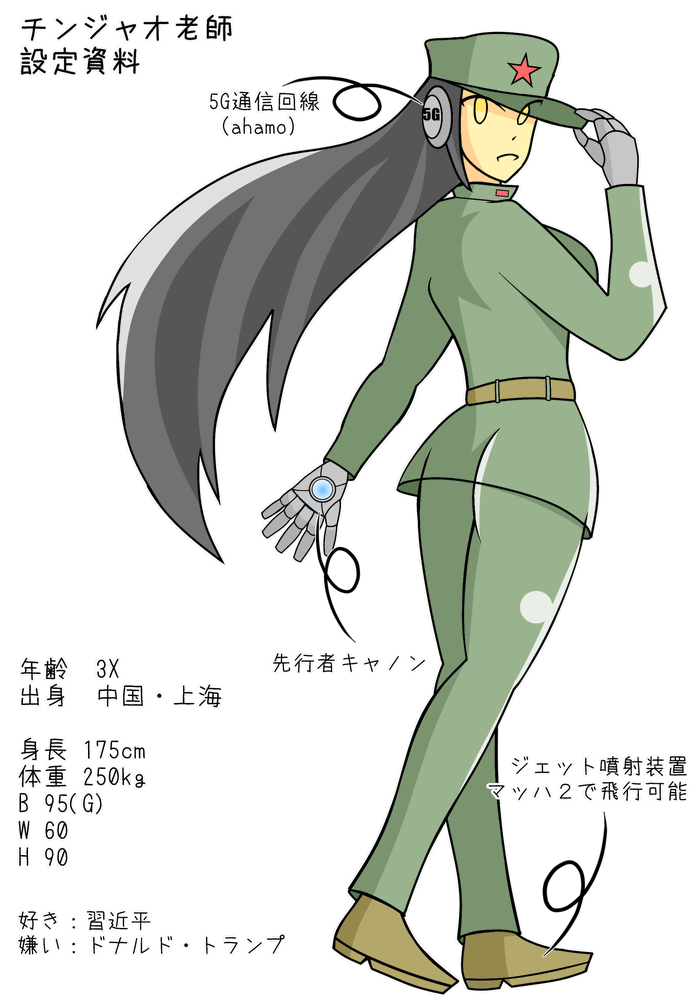 チンジャオ老師
設定資料
5G通信回線
(ahamo)
5G
先行者キャノン
年齢 3X
出身 中国・上海
身長 175cm
体重 250kg
B 95(G)
W 60
H 90
ジェット噴射装置
マッハ２で飛行可能
好き：習近平
嫌い：ドナルド・トランプ